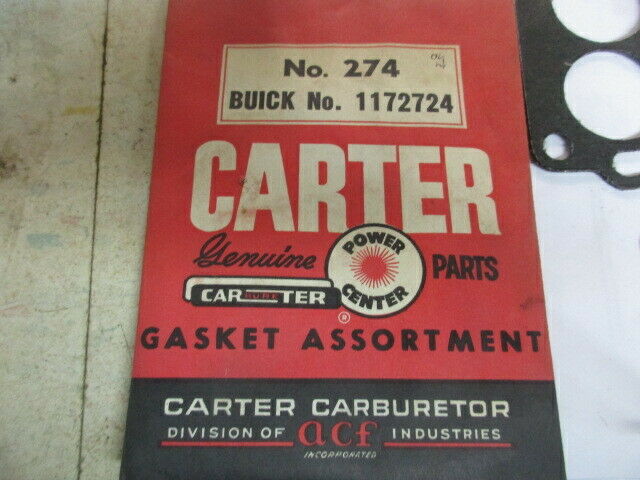 No. 274
BUICK No. 1172724
CARTER
Genuine
POWER CENTER
PARTS
CARTER
®
GASKET ASSORTMENT
CARTER CARBURETOR
DIVISION OF acf INDUSTRIES
INCORPORATED